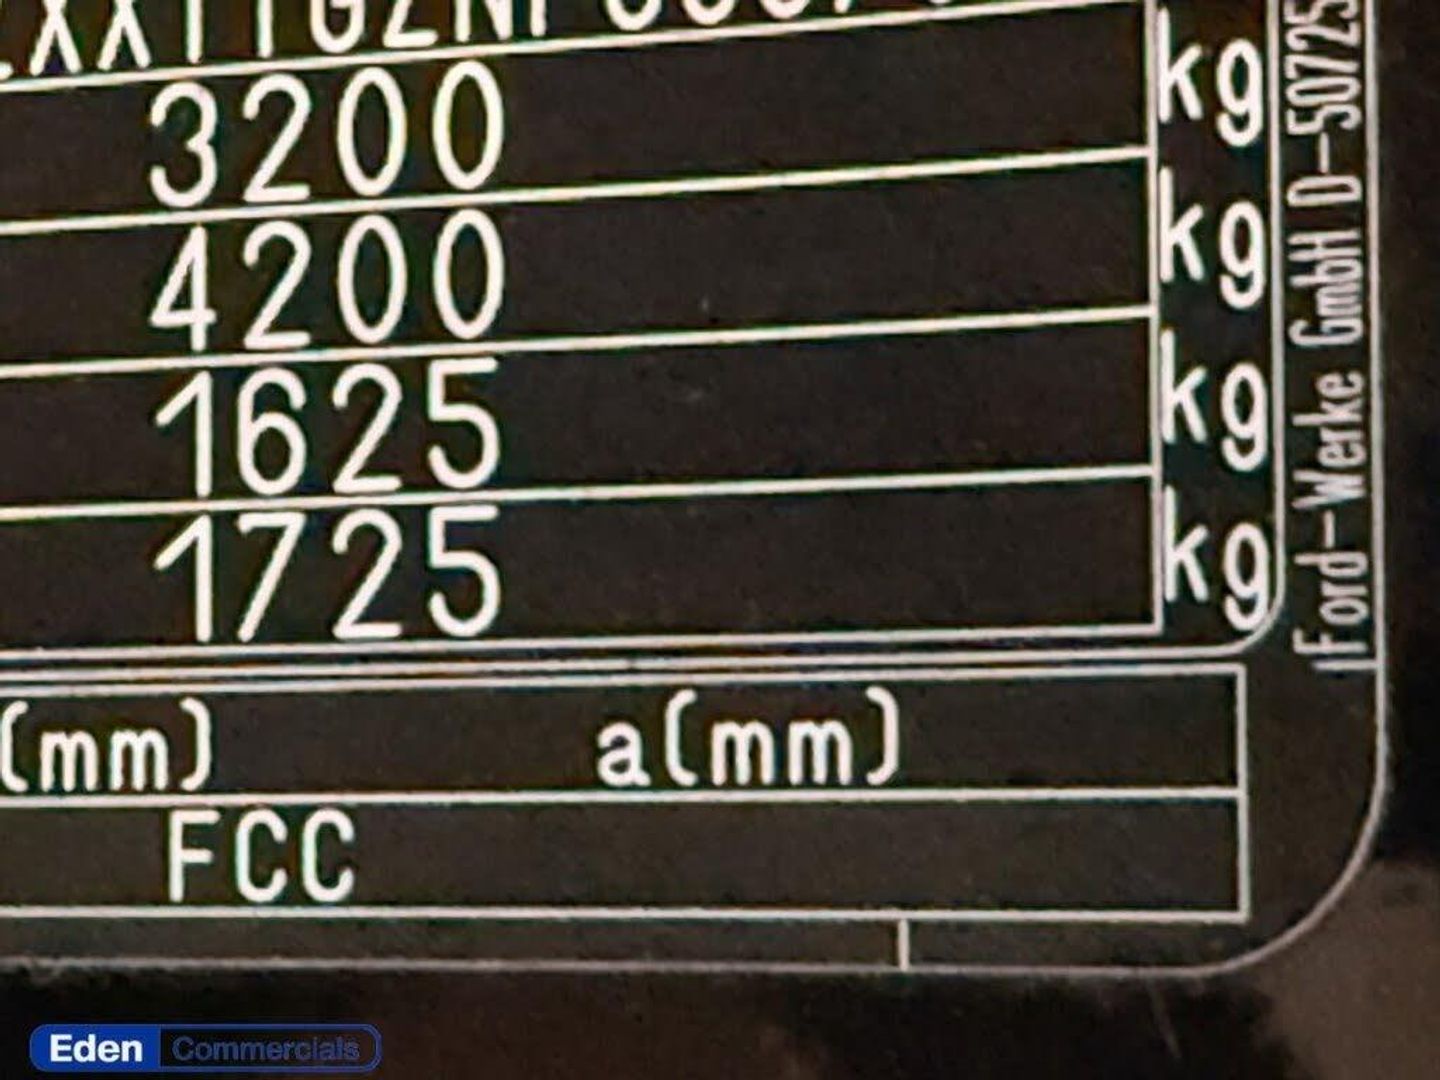 3200 kg
4200 kg
1625 kg
1725 kg
(mm) a(mm)
FCC
Ford-Werke GmbH D-50725
Eden Commercials